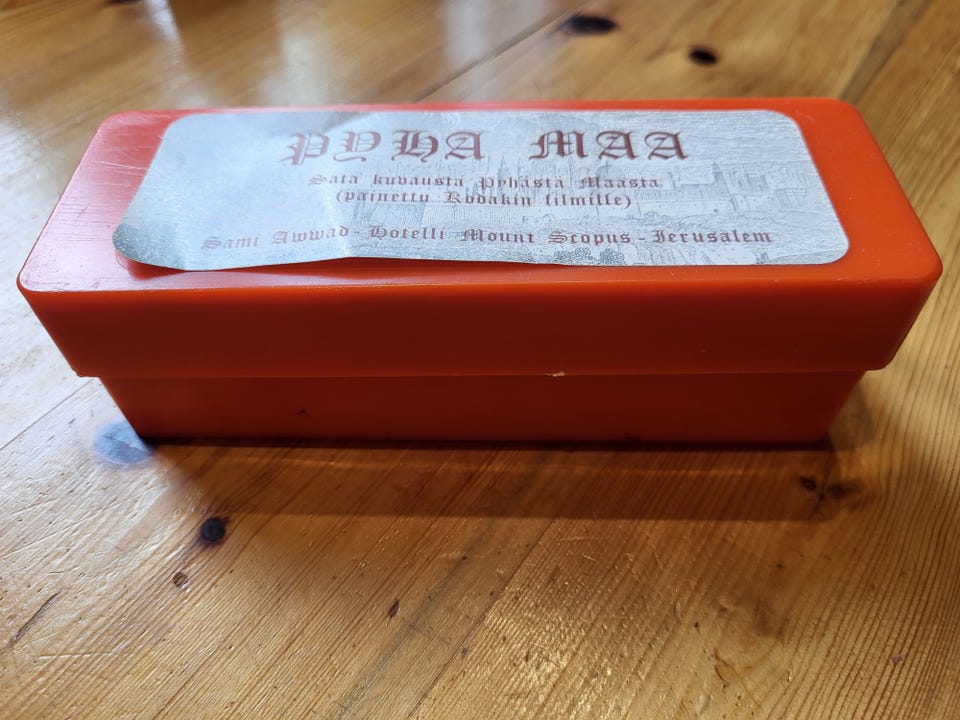 PYHA MAA
Sata kuvausta Pyhästä Maasta
(painettu Kodakin filmille)
Sami Awwad - Hotelli Mount Scopus - Jerusalem